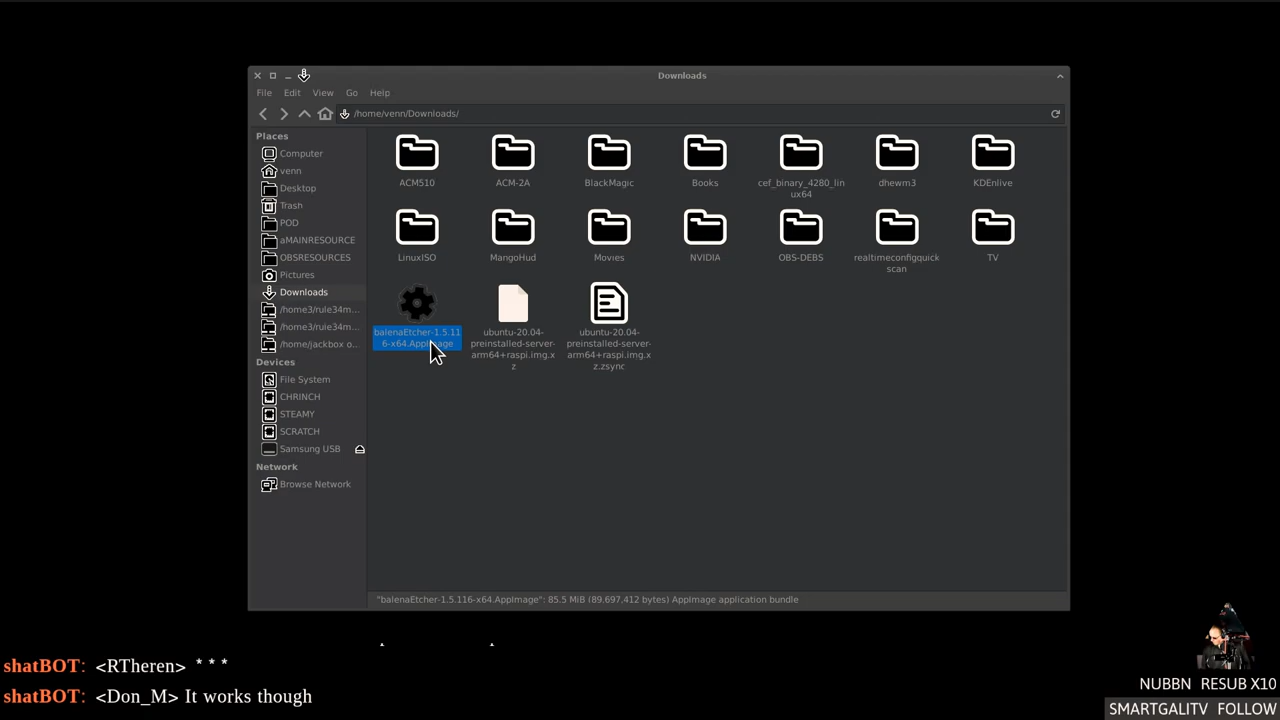 Downloads
File Edit View Go Help
/home/venn/Downloads/
Places
Computer
venn
Desktop
Trash
POD
aMAINRESOURCE
OBSRESOURCES
Pictures
Downloads
/home3/rule34m...
/home3/rule34m...
/home/jackbox o...
Devices
File System
CHRINCH
STEAMY
SCRATCH
Samsung USB
Network
Browse Network
ACM510
ACM-2A
BlackMagic
Books
cef_binary_4280_lin
ux64
dhewm3
KDEnlive
LinuxISO
MangoHud
Movies
NVIDIA
OBS-DEBS
realtimeconfigquick
scan
TV
balenaEtcher-1.5.11
6-x64.AppImage
ubuntu-20.04-
preinstalled-server-
arm64+raspi.img.x
z
ubuntu-20.04-
preinstalled-server-
arm64+raspi.img.x
z.zsync
"balenaEtcher-1.5.116-x64.AppImage": 85.5 MiB (89.697.412 bytes) AppImage application bundle
shatBOT: <RTheren> ***
shatBOT: <Don_M> It works though
NUBBN RESUB X10
SMARTGALITV FOLLOW